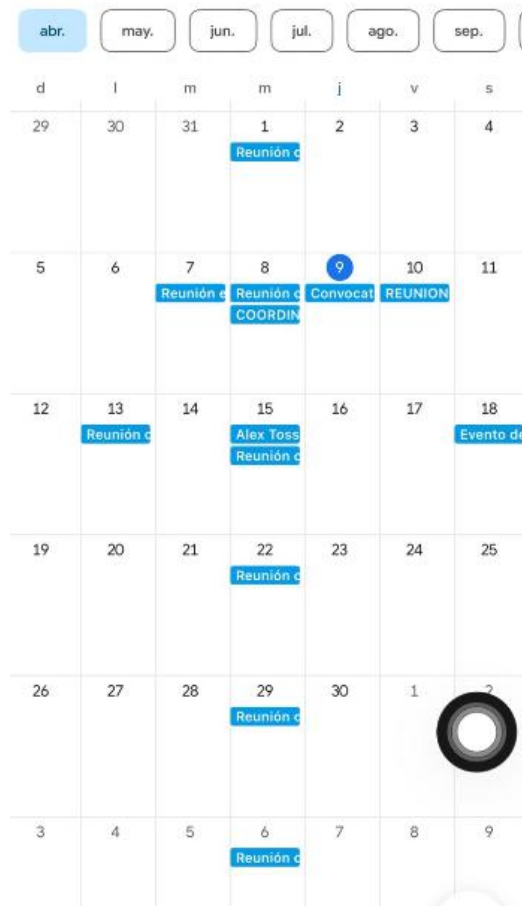 abr. may. jun. jul. ago. sep.
d l m m j v s
29 30 31 1 2 3 4
Reunión c
5 6 7 8 9 10 11
Reunión e Reunión c Convocat REUNION
COORDIN
12 13 14 15 16 17 18
Reunión c Alex Toss Evento de
Reunión c
19 20 21 22 23 24 25
Reunión c
26 27 28 29 30 1 2
Reunión c
3 4 5 6 7 8 9
Reunión c